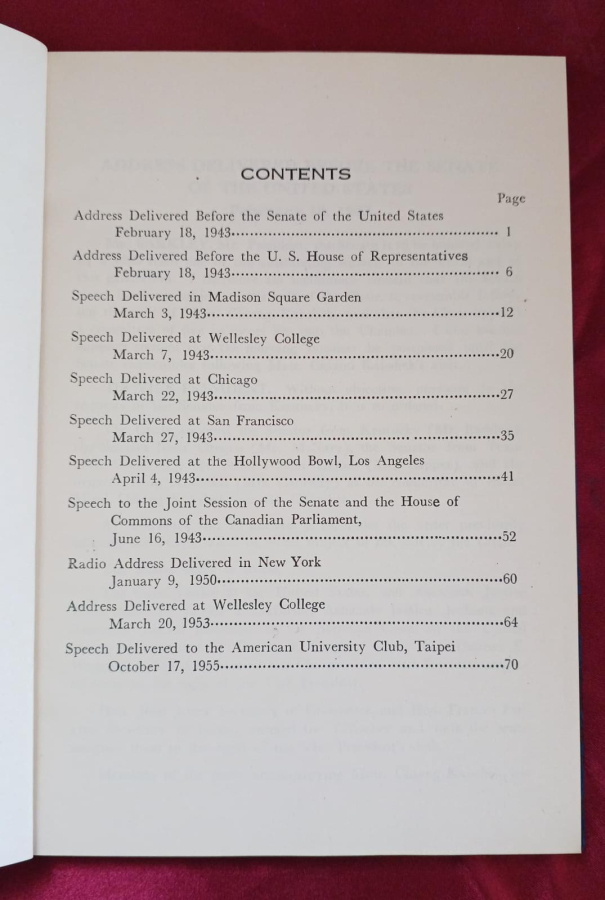 CONTENTS
Page
Address Delivered Before the Senate of the United States
February 18, 1943·················································· 1
Address Delivered Before the U. S. House of Representatives
February 18, 1943·················································· 6
Speech Delivered in Madison Square Garden
March 3, 1943······················································12
Speech Delivered at Wellesley College
March 7, 1943······················································20
Speech Delivered at Chicago
March 22, 1943·····················································27
Speech Delivered at San Francisco
March 27, 1943·····················································35
Speech Delivered at the Hollywood Bowl, Los Angeles
April 4, 1943·······················································41
Speech to the Joint Session of the Senate and the House of
Commons of the Canadian Parliament,
June 16, 1943······················································52
Radio Address Delivered in New York
January 9, 1950····················································60
Address Delivered at Wellesley College
March 20, 1953·····················································64
Speech Delivered to the American University Club, Taipei
October 17, 1955···················································70